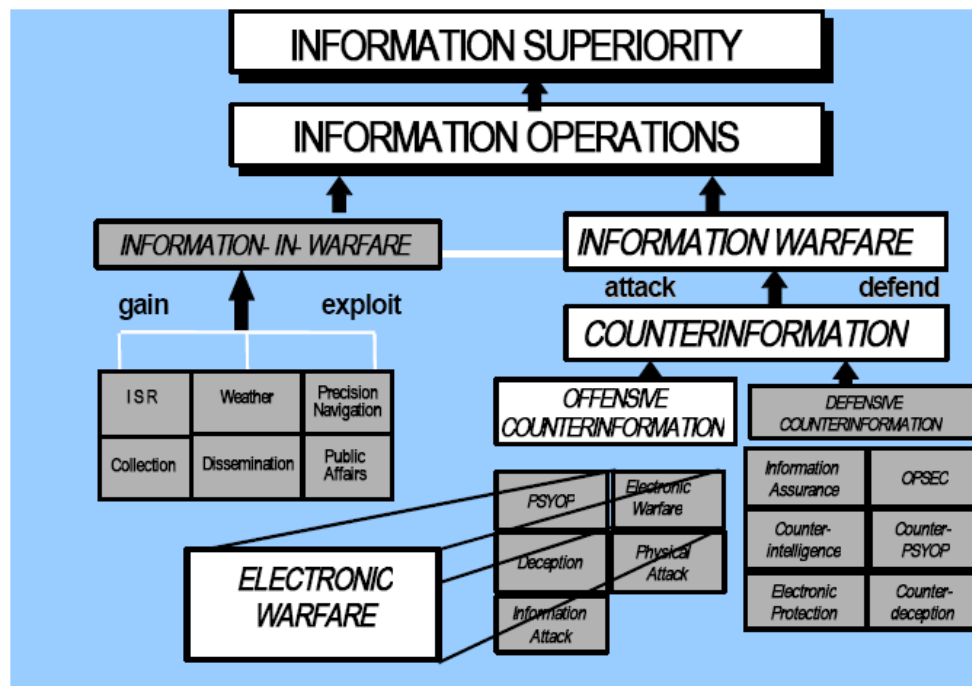 INFORMATION SUPERIORITY
INFORMATION OPERATIONS
INFORMATION- IN- WARFARE
INFORMATION WARFARE
gain
exploit
attack
defend
COUNTERINFORMATION
ISR
Weather
Precision
Navigation
Collection
Dissemination
Public
Affairs
OFFENSIVE
COUNTERINFORMATION
DEFENSIVE
COUNTERINFORMATION
PSYOP
Electronic
Warfare
Deception
Physical
Attack
Information
Attack
Information
Assurance
OPSEC
Counter-
intelligence
Counter-
PSYOP
Electronic
Protection
Counter-
deception
ELECTRONIC
WARFARE